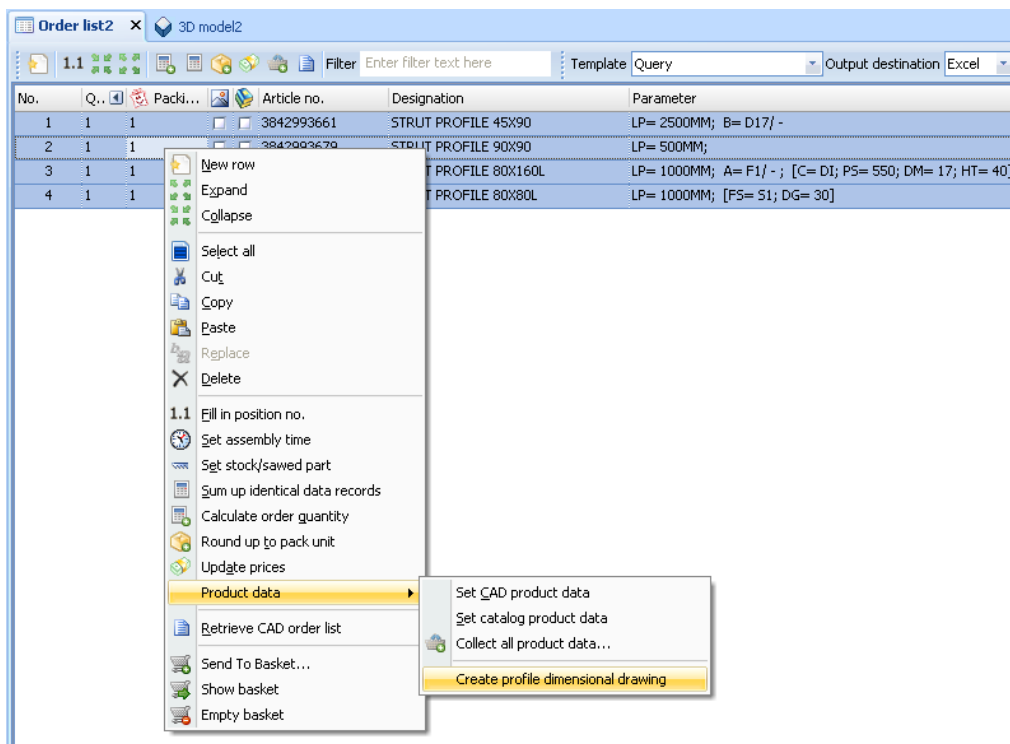 Order list2 X 3D model2
1.1 Filter Enter filter text here Template Query Output destination Excel
No. Q.. Packi... Article no. Designation Parameter
1 1 1 3842993661 STRUT PROFILE 45X90 LP= 2500MM; B= D17/ -
2 1 1 3842993679 STRUT PROFILE 90X90 LP= 500MM;
3 1 1 T PROFILE 80X160L LP= 1000MM; A= F1/ - ; [C= DI; PS= 550; DM= 17; HT= 40]
4 1 1 T PROFILE 80X80L LP= 1000MM; [FS= S1; DG= 30]
New row
Expand
Collapse
Select all
Cut
Copy
Paste
Replace
Delete
1.1 Fill in position no.
Set assembly time
Set stock/sawed part
Sum up identical data records
Calculate order quantity
Round up to pack unit
Update prices
Product data
Set CAD product data
Set catalog product data
Collect all product data...
Create profile dimensional drawing
Retrieve CAD order list
Send To Basket...
Show basket
Empty basket